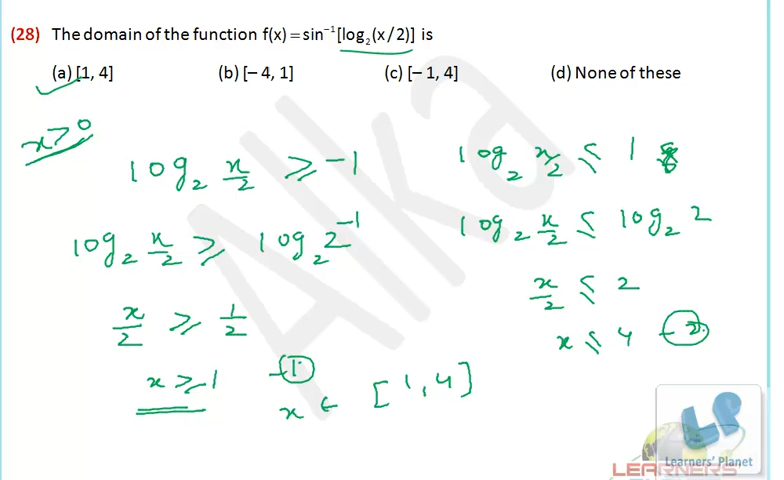 (28) The domain of the function f(x) = sin⁻¹[log₂(x/2)] is
(a) [1, 4] (b) [– 4, 1] (c) [– 1, 4] (d) None of these
x > 0
log₂ x/2 ≥ -1
log₂ x/2 ≥ log₂ 2⁻¹
x/2 ≥ 1/2
x ≥ 1 - ①
log₂ x/2 ≤ 1
log₂ x/2 ≤ log₂ 2
x/2 ≤ 2
x ≤ 4 - ②
x ∈ [1, 4]
Alka
LP
Learners' Planet
LEARNERS